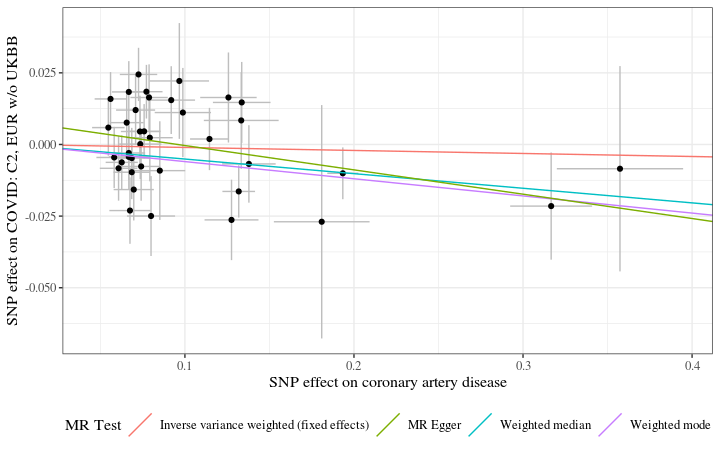 SNP effect on COVID: C2, EUR w/o UKBB
0.025
0.000
-0.025
-0.050
0.1
0.2
0.3
0.4
SNP effect on coronary artery disease
MR Test
Inverse variance weighted (fixed effects)
MR Egger
Weighted median
Weighted mode